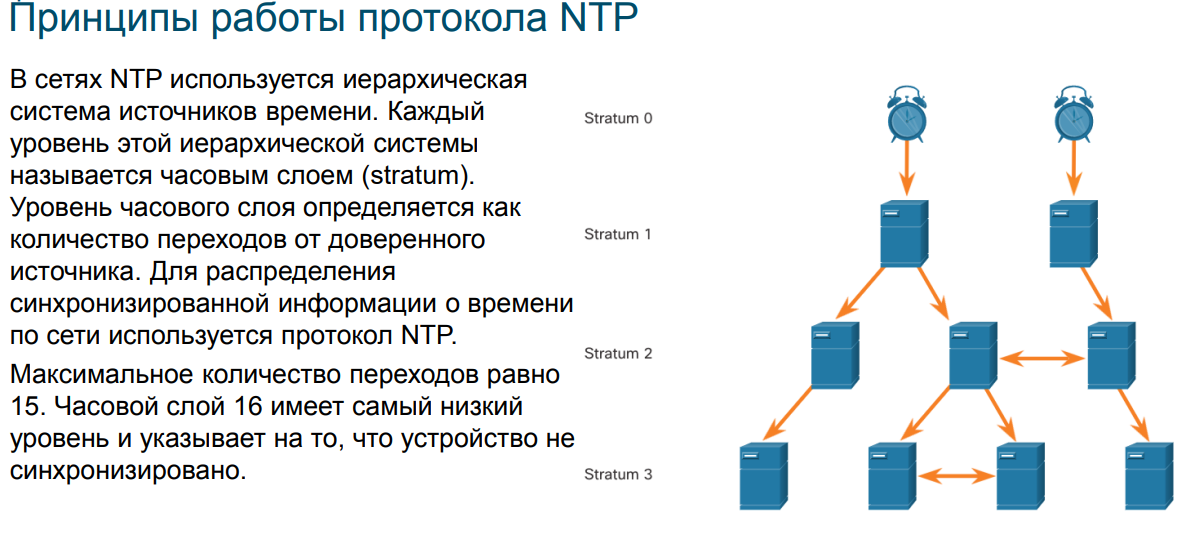 Принципы работы протокола NTP
В сетях NTP используется иерархическая
система источников времени. Каждый
уровень этой иерархической системы
называется часовым слоем (stratum).
Уровень часового слоя определяется как
количество переходов от доверенного
источника. Для распределения
синхронизированной информации о времени
по сети используется протокол NTP.
Максимальное количество переходов равно
15. Часовой слой 16 имеет самый низкий
уровень и указывает на то, что устройство не
синхронизировано.
Stratum 0
Stratum 1
Stratum 2
Stratum 3